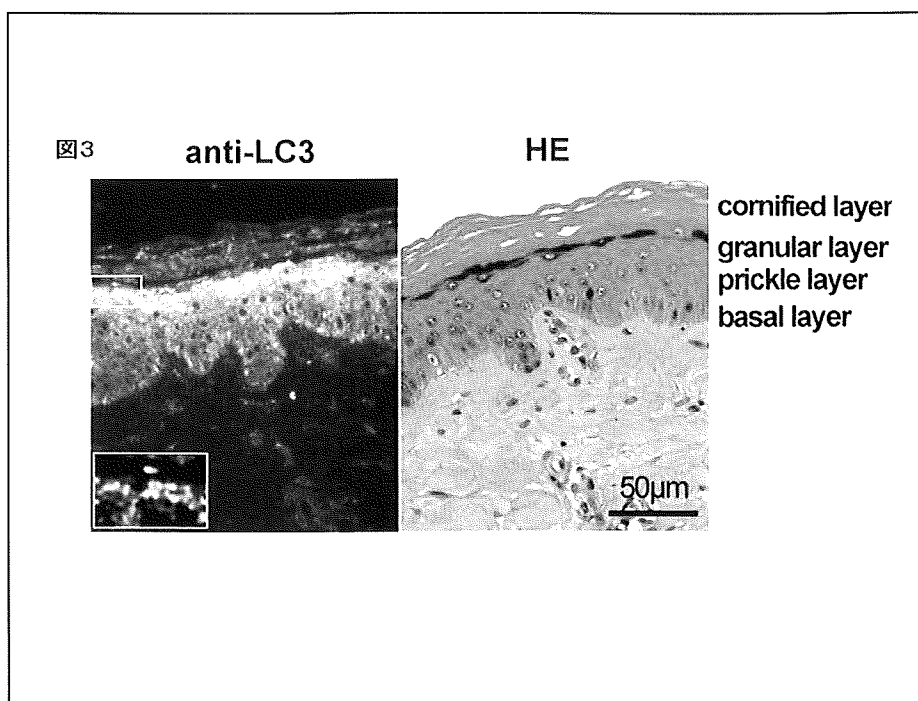 図3
anti-LC3
HE
cornified layer
granular layer
prickle layer
basal layer
50μm